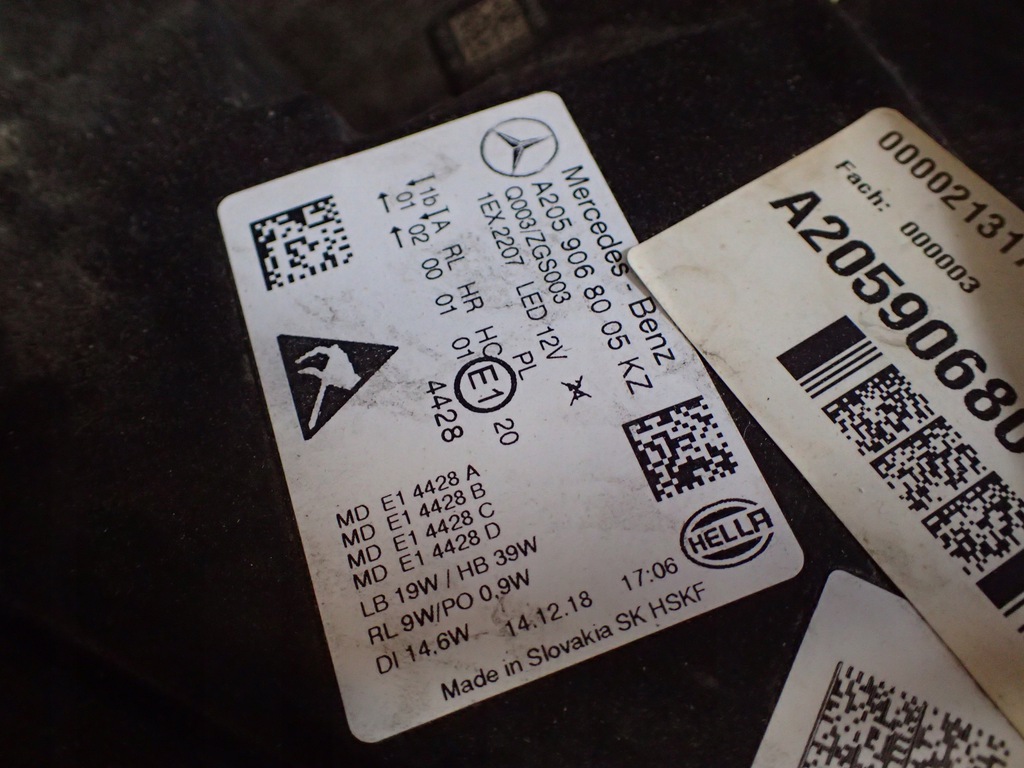 Mercedes - Benz
A205 906 80 05 KZ
Q003/ZGS003
1EX 2207 LED 12V
PL
1b A RL HR HC E1 20
01 02 00 01 01
4428
MD E1 4428 A
MD E1 4428 B
MD E1 4428 C
MD E1 4428 D
LB 19W / HB 39W
RL 9W/PO 0.9W
DI 14.6W 14.12.18 17:06
Made in Slovakia SK HSKF
HELLA
000021317
Fach: 000003
A20590680